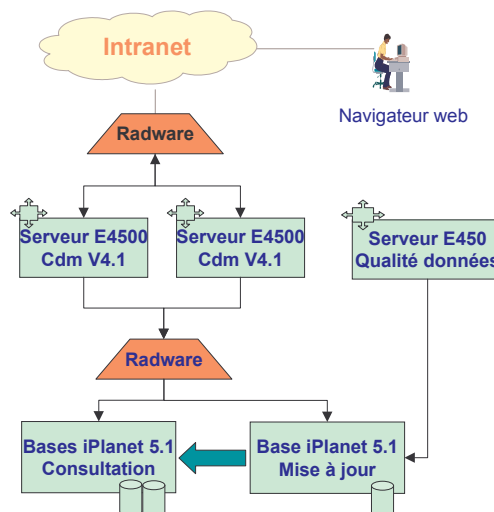 Intranet
Navigateur web
Radware
Serveur E4500
Cdm V4.1
Serveur E4500
Cdm V4.1
Serveur E450
Qualité données
Radware
Bases iPlanet 5.1
Consultation
Base iPlanet 5.1
Mise à jour